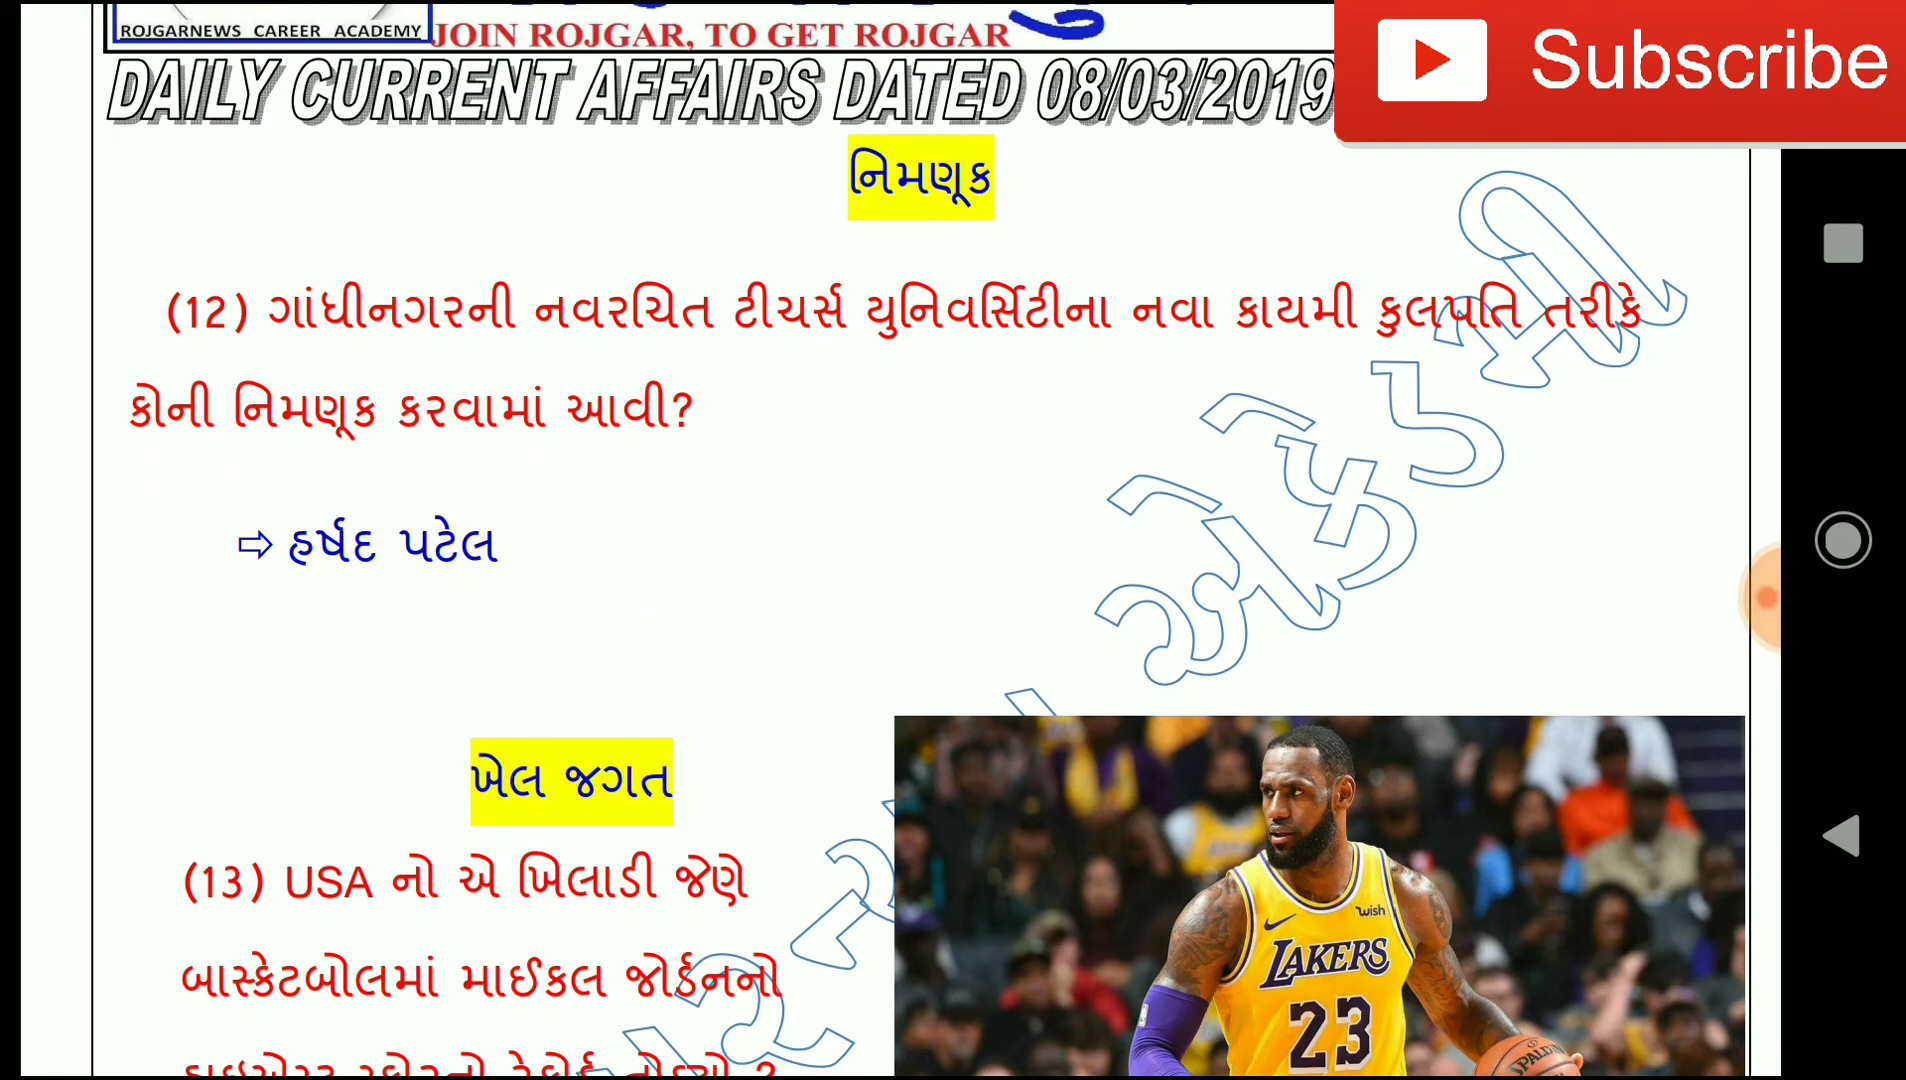 ROJGARNEWS CAREER ACADEMY
JOIN ROJGAR, TO GET ROJGAR
Subscribe
DAILY CURRENT AFFAIRS DATED 08/03/2019
નિમણૂક
(12) ગાંધીનગરની નવરચિત ટીચર્સ યુનિવર્સિટીના નવા કાયમી કુલપતિ તરીકે
કોની નિમણૂક કરવામાં આવી?
⇨ હર્ષદ પટેલ
ખેલ જગત
(13) USA નો એ ખિલાડી જેણે
બાસ્કેટબોલમાં માઈકલ જોર્ડનનો
wish
LAKERS
23
SPALDING